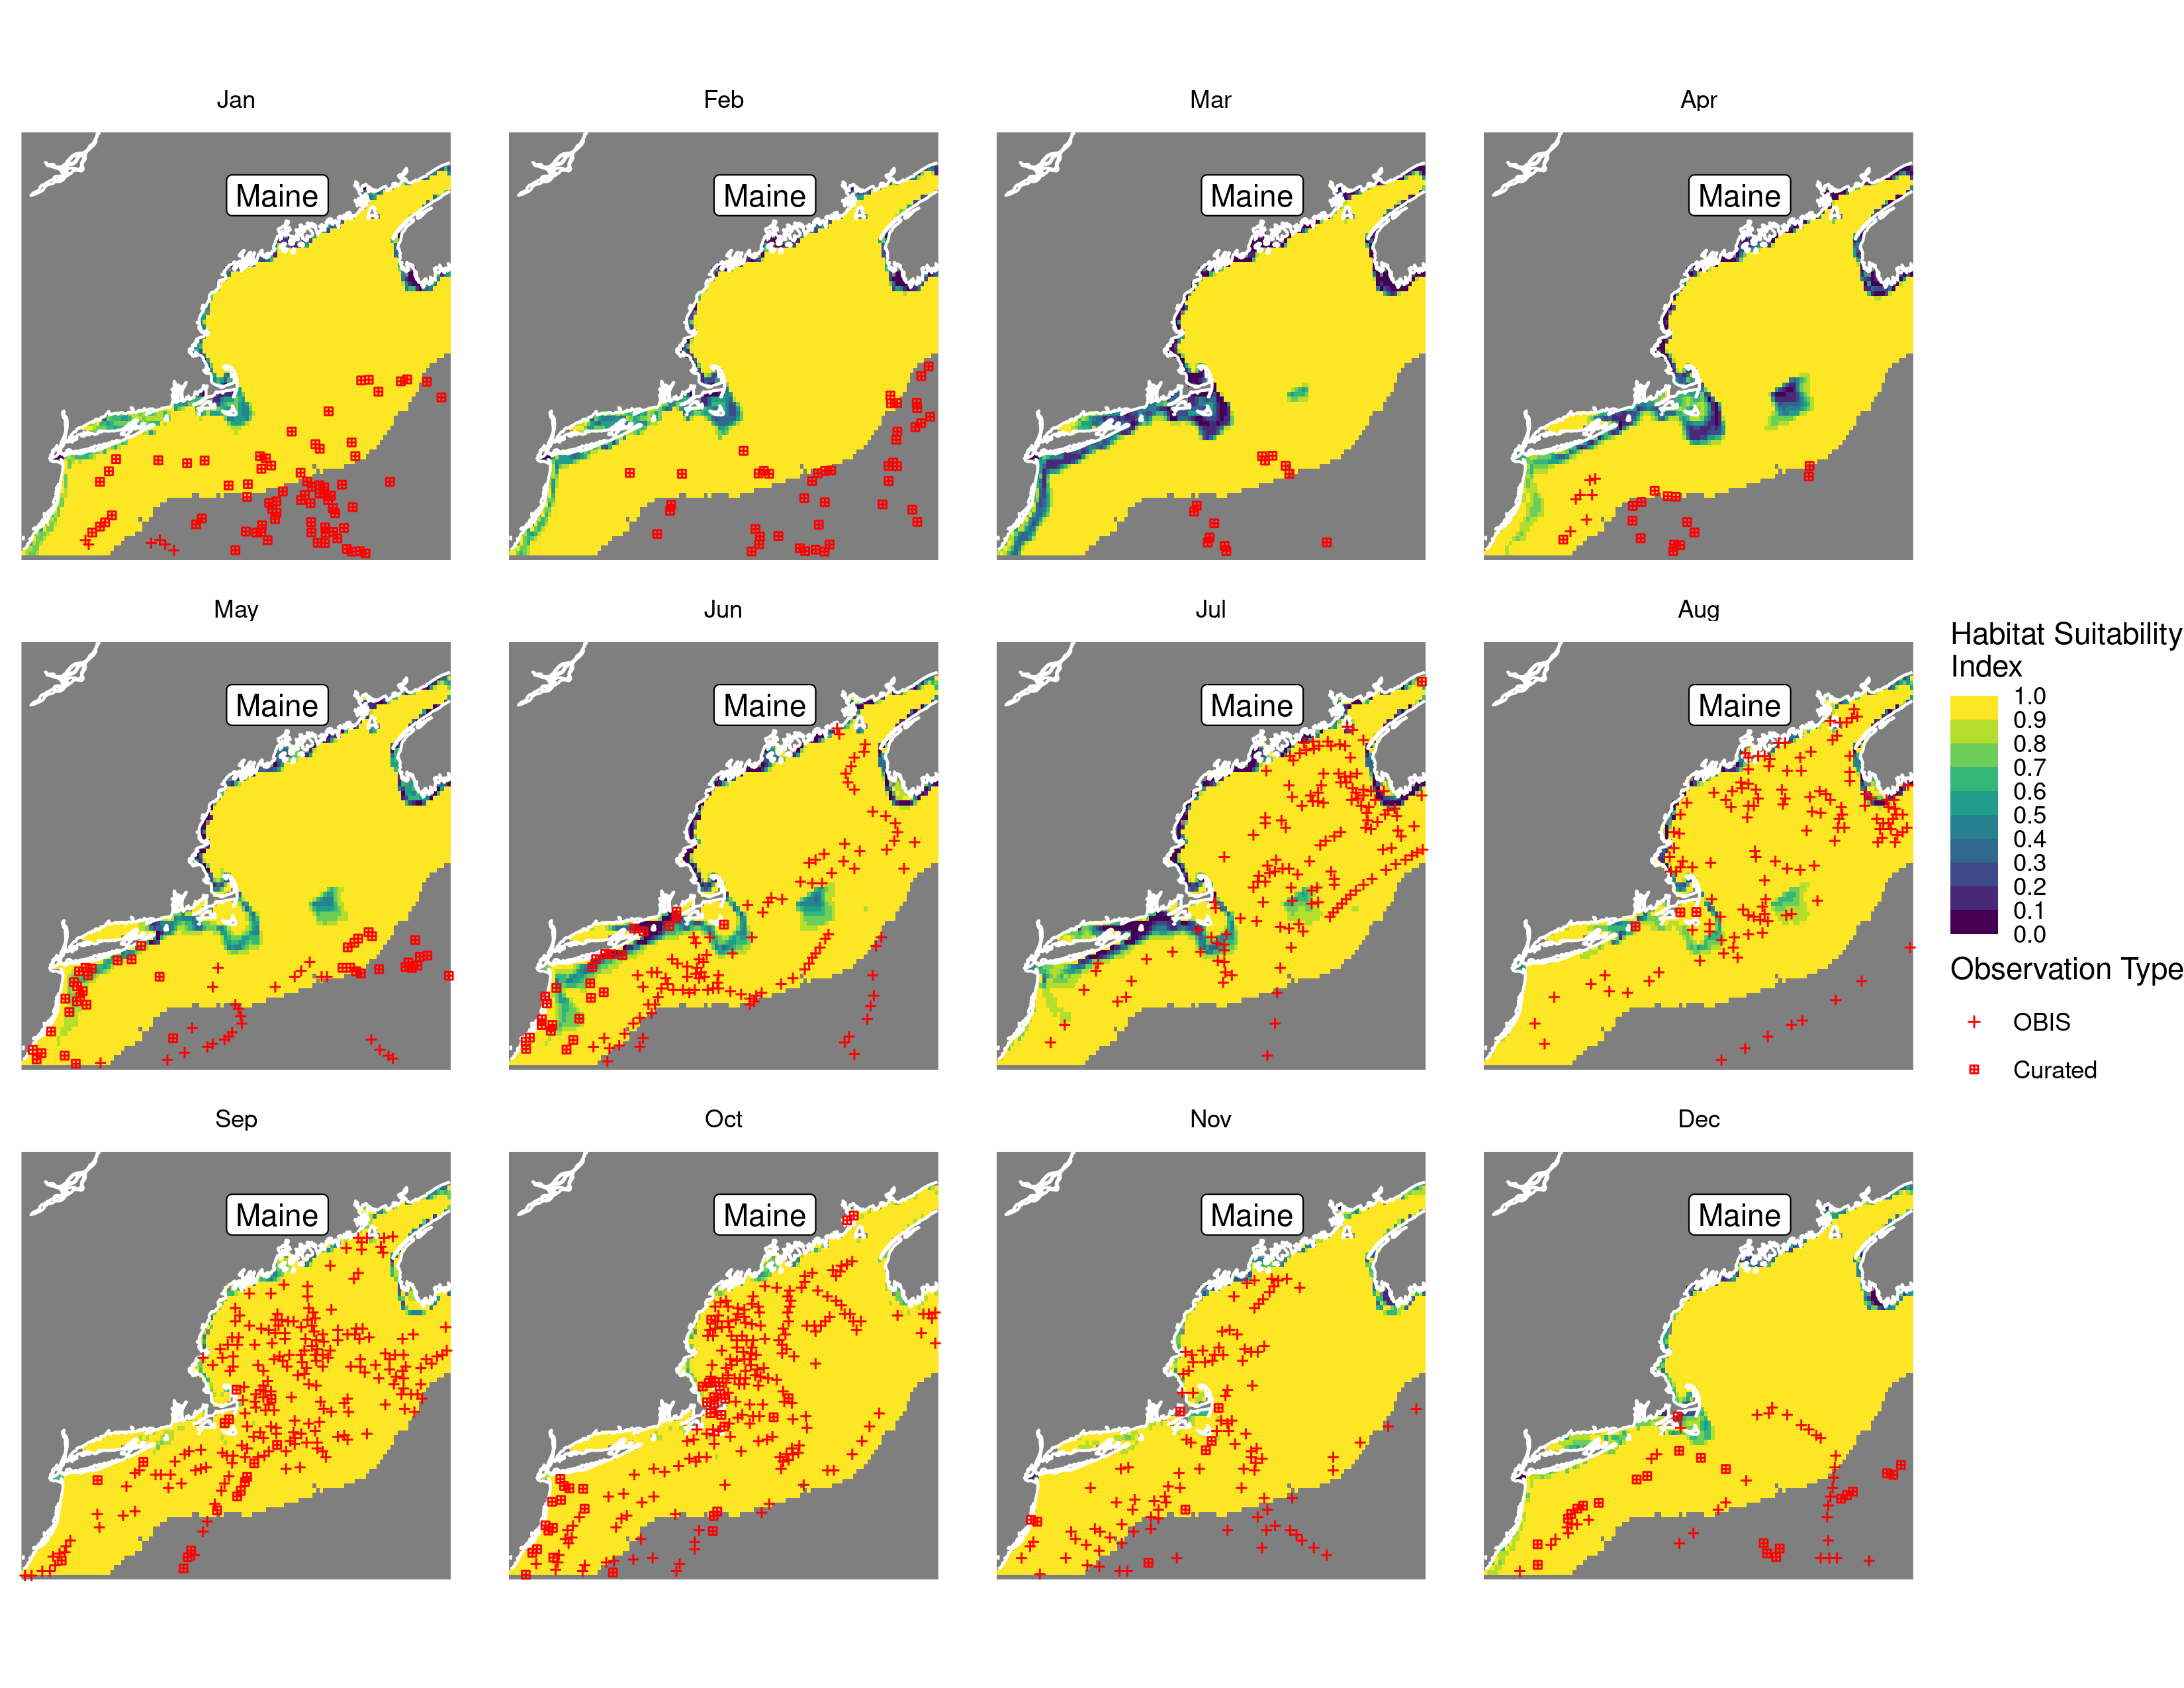 Jan
Feb
Mar
Apr
Maine
Maine
Maine
Maine
May
Jun
Jul
Aug
Maine
Maine
Maine
Maine
Habitat Suitability
Index
1.0
0.9
0.8
0.7
0.6
0.5
0.4
0.3
0.2
0.1
0.0
Observation Type
OBIS
Curated
Sep
Oct
Nov
Dec
Maine
Maine
Maine
Maine